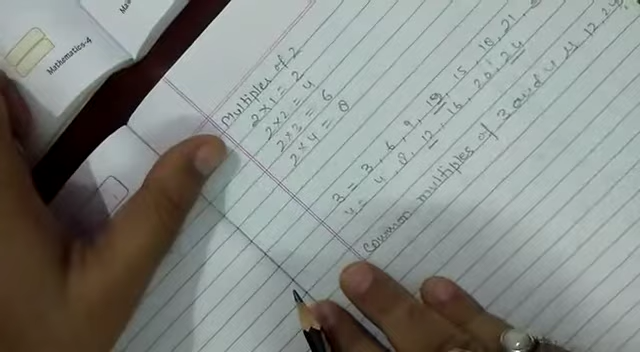 Mathematics-4
Multiples of 2
2×1 = 2
2×2 = 4
2×3 = 6
2×4 = 8
3 = 3, 6, 9, 12, 15, 18, 21,
4 = 4, 8, 12, 16, 20, 24
Common multiples of 3 and 4 12, 24